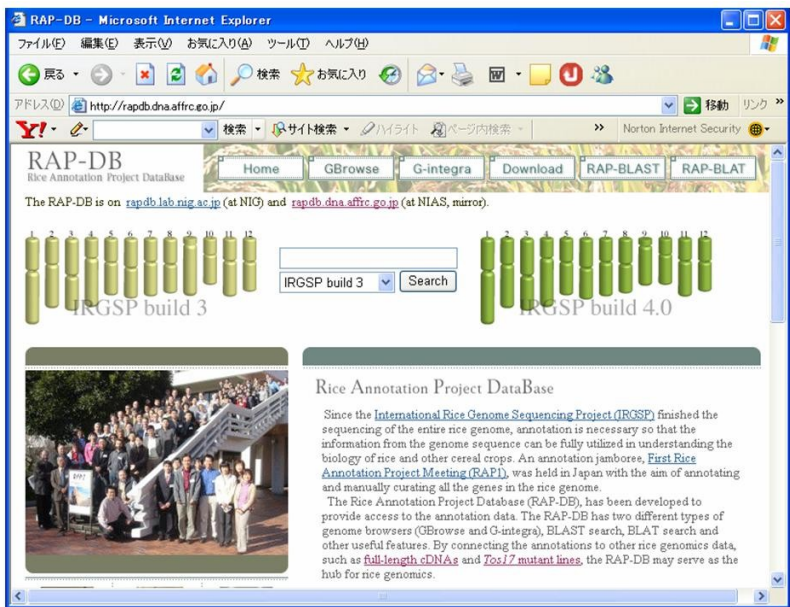 RAP-DB - Microsoft Internet Explorer
ファイル(F) 編集(E) 表示(V) お気に入り(A) ツール(T) ヘルプ(H)
戻る 検索 お気に入り
アドレス(D) http://rapdb.dna.affrc.go.jp/ 移動 リンク »
Y! 検索 サイト検索 ハイライト ページ内検索 » Norton Internet Security
RAP-DB
Rice Annotation Project DataBase
Home GBrowse G-integra Download RAP-BLAST RAP-BLAT
The RAP-DB is on rapdb.lab.nig.ac.jp (at NIG) and rapdb.dna.affrc.go.jp (at NIAS, mirror).
1 2 3 4 5 6 7 8 9 10 11 12
IRGSP build 3
IRGSP build 3 Search
1 2 3 4 5 6 7 8 9 10 11 12
IRGSP build 4.0
RAP1
Rice Annotation Project DataBase
Since the International Rice Genome Sequencing Project (IRGSP) finished the
sequencing of the entire rice genome, annotation is necessary so that the
information from the genome sequence can be fully utilized in understanding the
biology of rice and other cereal crops. An annotation jamboree, First Rice
Annotation Project Meeting (RAP1), was held in Japan with the aim of annotating
and manually curating all the genes in the rice genome.
The Rice Annotation Project Database (RAP-DB), has been developed to
provide access to the annotation data. The RAP-DB has two different types of
genome browsers (GBrowse and G-integra), BLAST search, BLAT search and
other useful features. By connecting the annotations to other rice genomics data,
such as full-length cDNAs and Tos17 mutant lines, the RAP-DB may serve as the
hub for rice genomics.